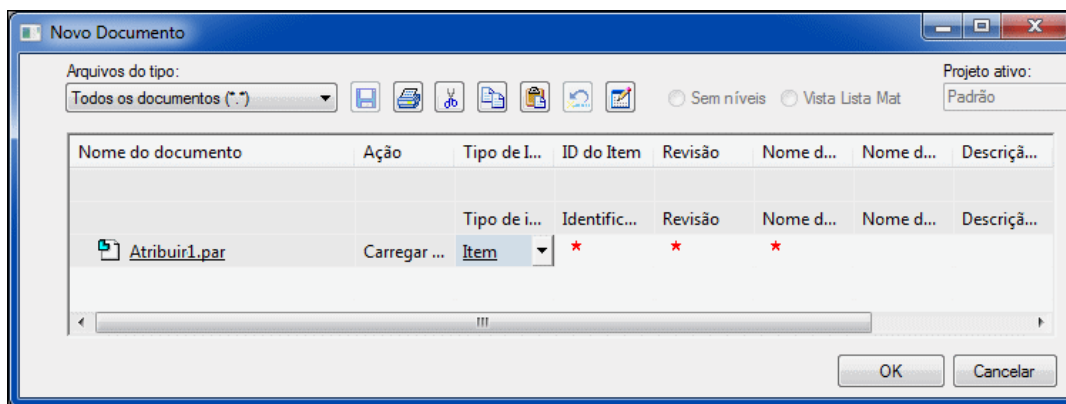 Novo Documento
Arquivos do tipo:
Projeto ativo:
Todos os documentos (*.*)
Sem níveis
Vista Lista Mat
Padrão
Nome do documento Ação Tipo de I... ID do Item Revisão Nome d... Nome d... Descriçã...
Tipo de i... Identific... Revisão Nome d... Nome d... Descriçã...
Atribuir1.par Carregar ... Item * * *
OK Cancelar